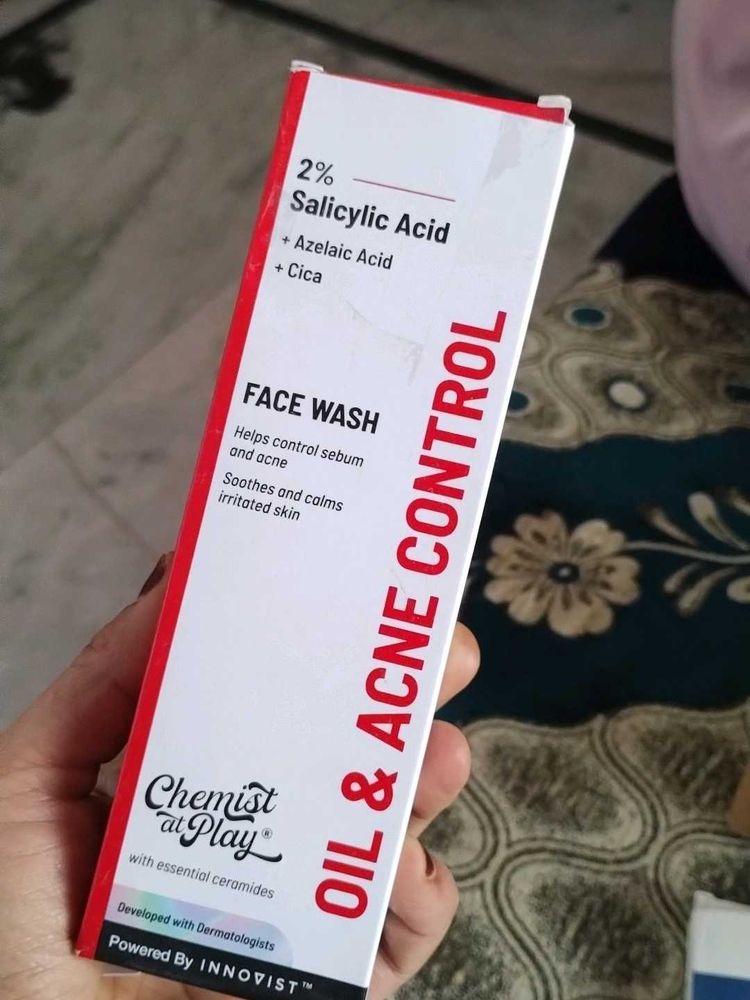 2%
Salicylic Acid
+ Azelaic Acid
+ Cica
FACE WASH
Helps control sebum
and acne
Soothes and calms
irritated skin
OIL & ACNE CONTROL
Chemist
at Play®
with essential ceramides
Developed with Dermatologists
Powered By INNOVIST™